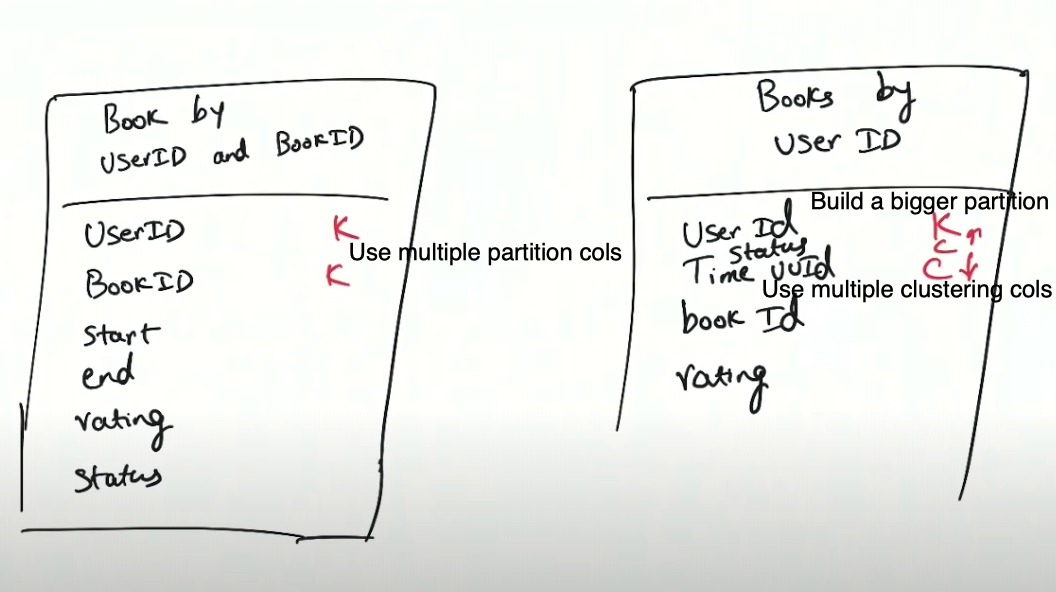 Book by
UserID and BookID
UserID K
Use multiple partition cols
BookID K
start
end
rating
Status
Books by
User ID
Build a bigger partition
User Id K ↑
Status C
Time UUId C ↓
Use multiple clustering cols
book Id
rating